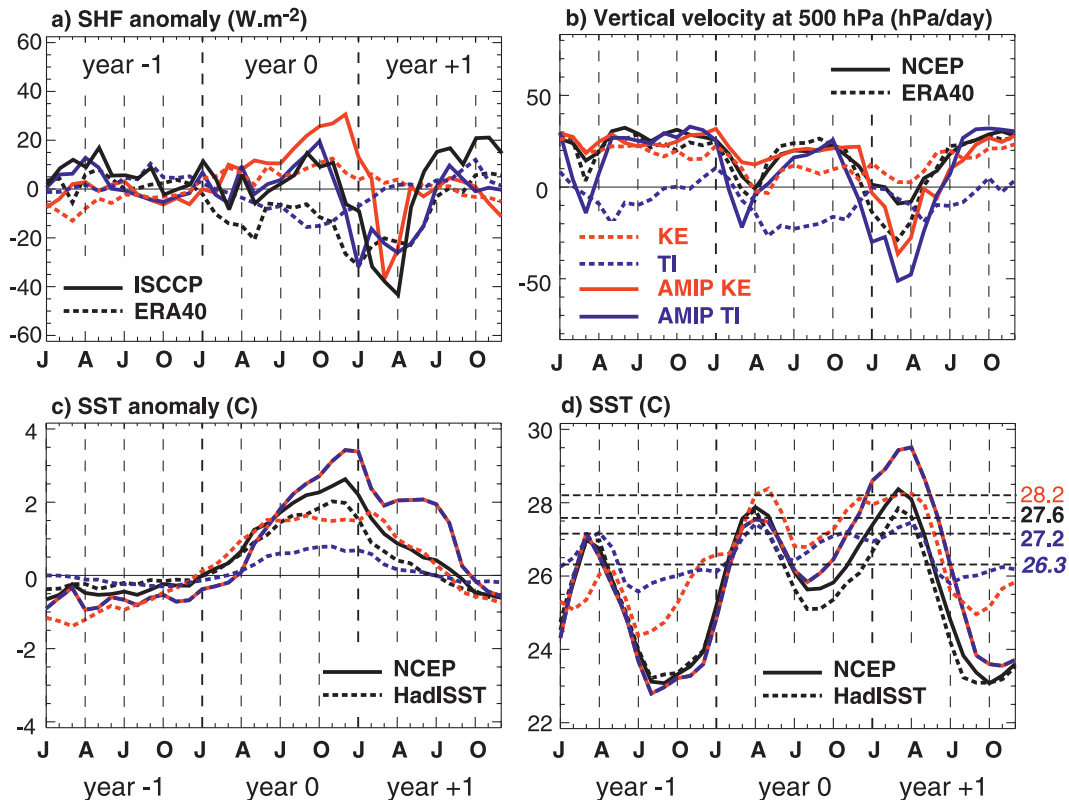 a) SHF anomaly (W.m-2)
60
40
20
0
-20
-40
-60
year -1
year 0
year +1
ISCCP
ERA40
J A J O J A J O J A J O
b) Vertical velocity at 500 hPa (hPa/day)
50
0
-50
NCEP
ERA40
KE
TI
AMIP KE
AMIP TI
J A J O J A J O J A J O
c) SST anomaly (C)
4
2
0
-2
-4
NCEP
HadISST
J A J O J A J O J A J O
year -1
year 0
year +1
d) SST (C)
30
28
26
24
22
28.2
27.6
27.2
26.3
NCEP
HadISST
J A J O J A J O J A J O
year -1
year 0
year +1